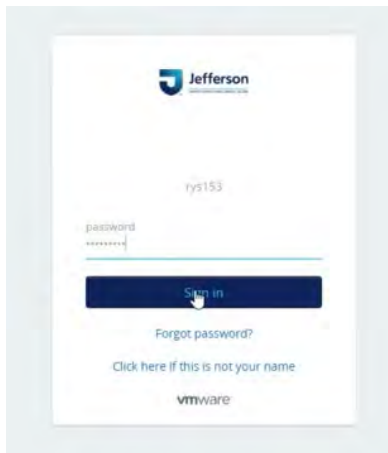 Jefferson
rys153
password
Sign in
Forgot password?
Click here if this is not your name
vmware